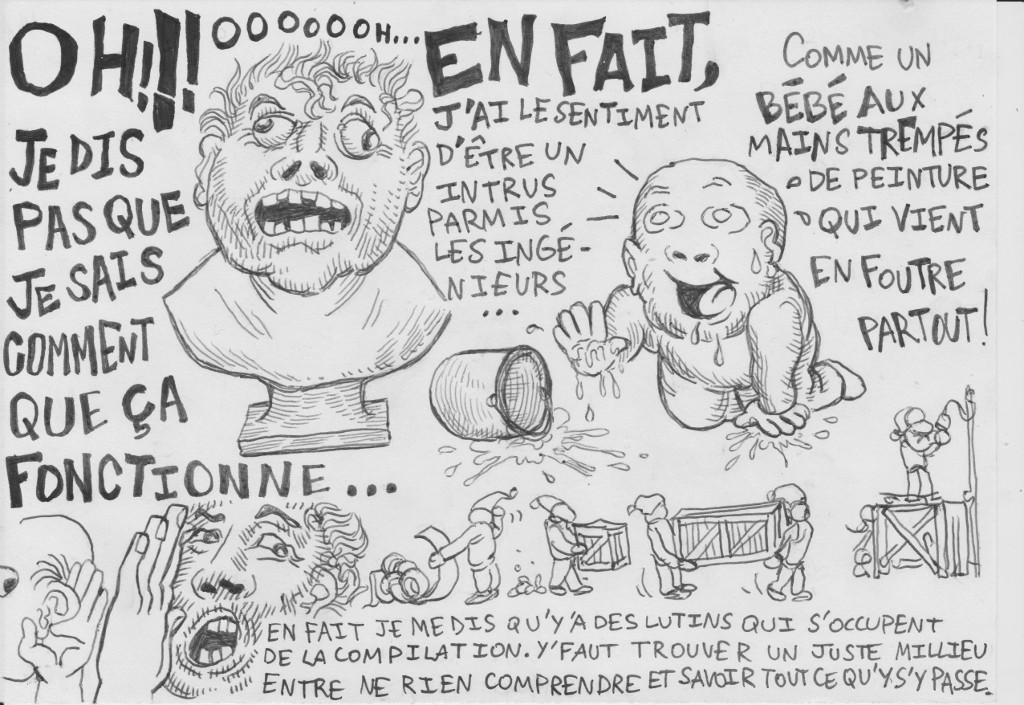 OH!!!
OOOOOOH...
JE DIS
PAS QUE
JE SAIS
COMMENT
QUE ÇA
FONCTIONNE...
EN FAIT,
J'AI LE SENTIMENT
D'ÊTRE UN
INTRUS
PARMIS
LES INGÉ-
NIEURS
...
COMME UN
BÉBÉ AUX
MAINS TREMPÉS
DE PEINTURE
QUI VIENT
EN FOUTRE
PARTOUT!
EN FAIT JE ME DIS QU'Y'A DES LUTINS QUI S'OCCUPENT
DE LA COMPILATION. Y'FAUT TROUVER UN JUSTE MILLIEU
ENTRE NE RIEN COMPRENDRE ET SAVOIR TOUT CE QU'Y S'Y PASSE.